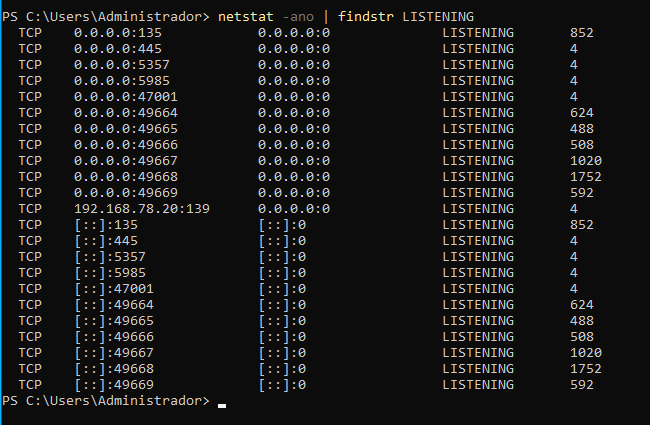 PS C:\Users\Administrador> netstat -ano | findstr LISTENING
  TCP    0.0.0.0:135            0.0.0.0:0              LISTENING       852
  TCP    0.0.0.0:445            0.0.0.0:0              LISTENING       4
  TCP    0.0.0.0:5357           0.0.0.0:0              LISTENING       4
  TCP    0.0.0.0:5985           0.0.0.0:0              LISTENING       4
  TCP    0.0.0.0:47001          0.0.0.0:0              LISTENING       4
  TCP    0.0.0.0:49664          0.0.0.0:0              LISTENING       624
  TCP    0.0.0.0:49665          0.0.0.0:0              LISTENING       488
  TCP    0.0.0.0:49666          0.0.0.0:0              LISTENING       508
  TCP    0.0.0.0:49667          0.0.0.0:0              LISTENING       1020
  TCP    0.0.0.0:49668          0.0.0.0:0              LISTENING       1752
  TCP    0.0.0.0:49669          0.0.0.0:0              LISTENING       592
  TCP    192.168.78.20:139      0.0.0.0:0              LISTENING       4
  TCP    [::]:135               [::]:0                 LISTENING       852
  TCP    [::]:445               [::]:0                 LISTENING       4
  TCP    [::]:5357              [::]:0                 LISTENING       4
  TCP    [::]:5985              [::]:0                 LISTENING       4
  TCP    [::]:47001             [::]:0                 LISTENING       4
  TCP    [::]:49664             [::]:0                 LISTENING       624
  TCP    [::]:49665             [::]:0                 LISTENING       488
  TCP    [::]:49666             [::]:0                 LISTENING       508
  TCP    [::]:49667             [::]:0                 LISTENING       1020
  TCP    [::]:49668             [::]:0                 LISTENING       1752
  TCP    [::]:49669             [::]:0                 LISTENING       592
PS C:\Users\Administrador>